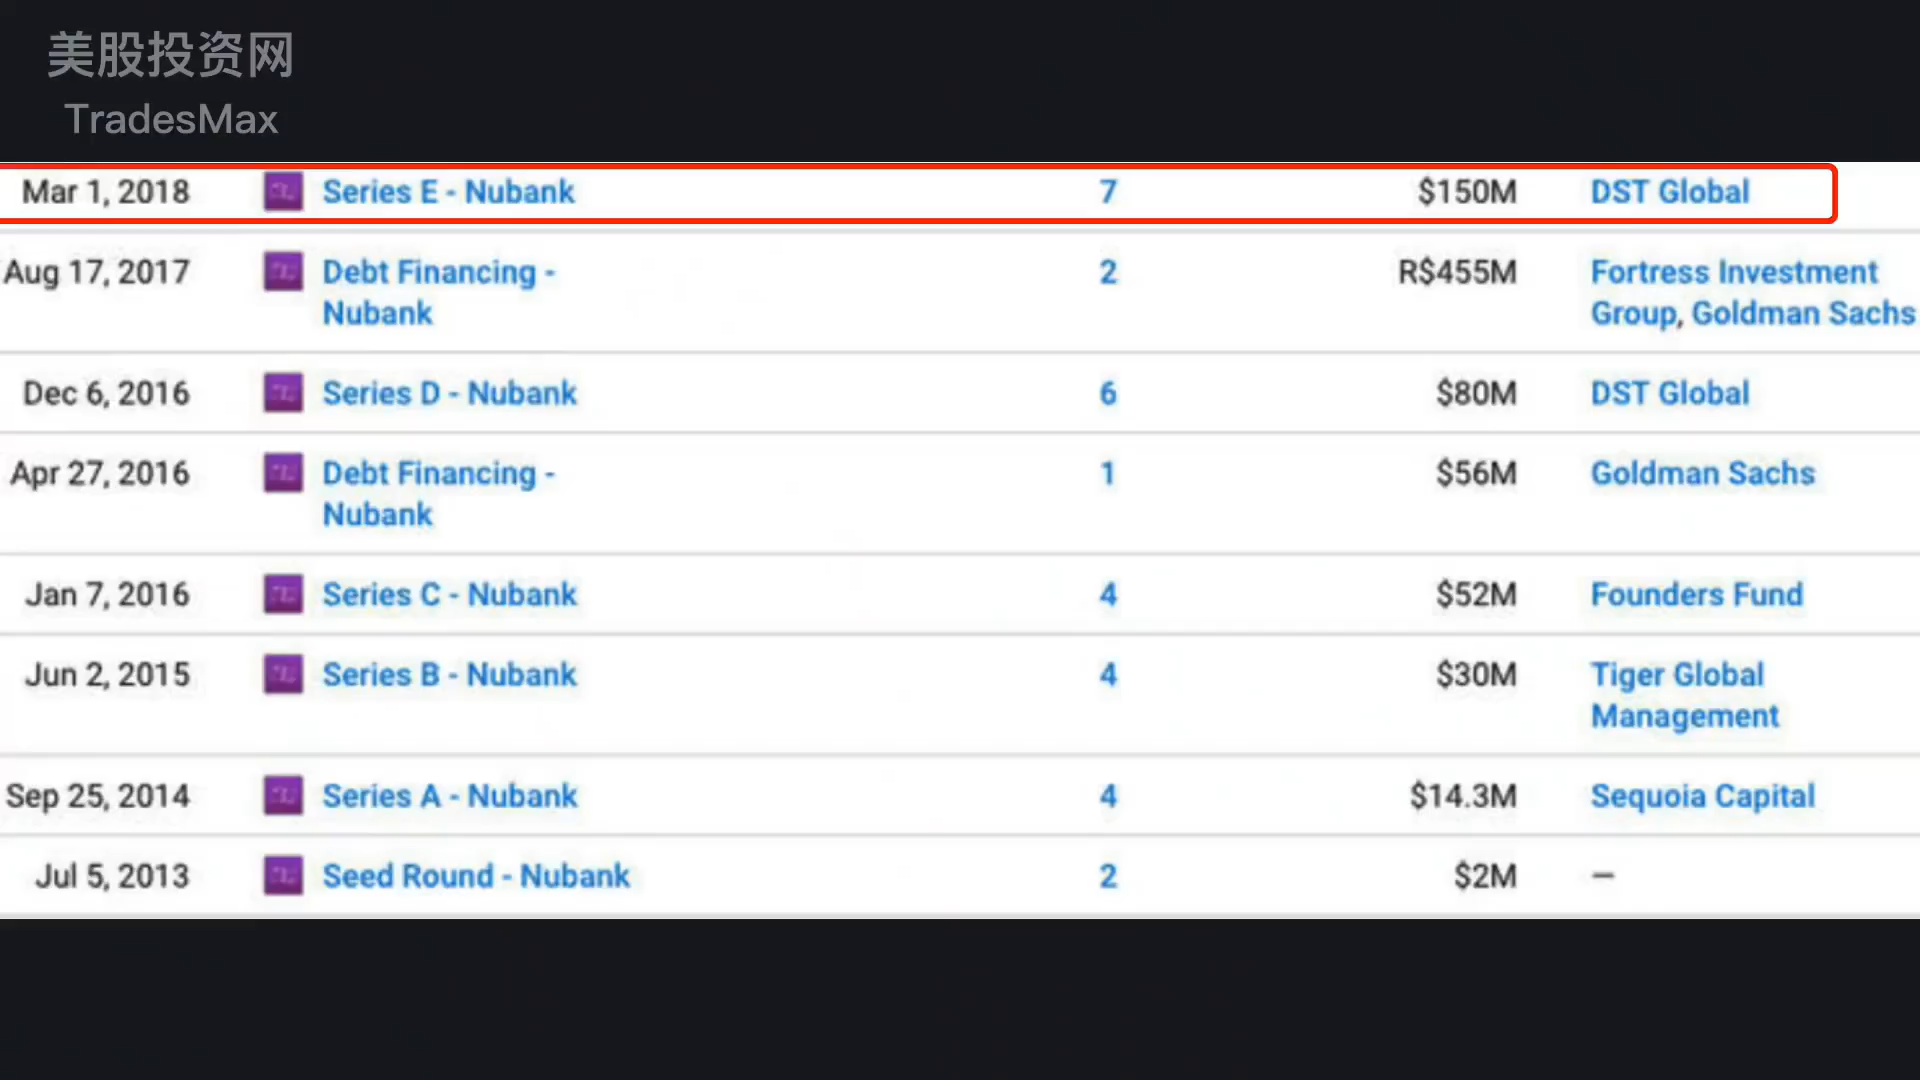 美股投资网
TradesMax
Mar 1, 2018 Series E - Nubank 7 $150M DST Global
Aug 17, 2017 Debt Financing - 2 R$455M Fortress Investment
Nubank Group, Goldman Sachs
Dec 6, 2016 Series D - Nubank 6 $80M DST Global
Apr 27, 2016 Debt Financing - 1 $56M Goldman Sachs
Nubank
Jan 7, 2016 Series C - Nubank 4 $52M Founders Fund
Jun 2, 2015 Series B - Nubank 4 $30M Tiger Global
Management
Sep 25, 2014 Series A - Nubank 4 $14.3M Sequoia Capital
Jul 5, 2013 Seed Round - Nubank 2 $2M —